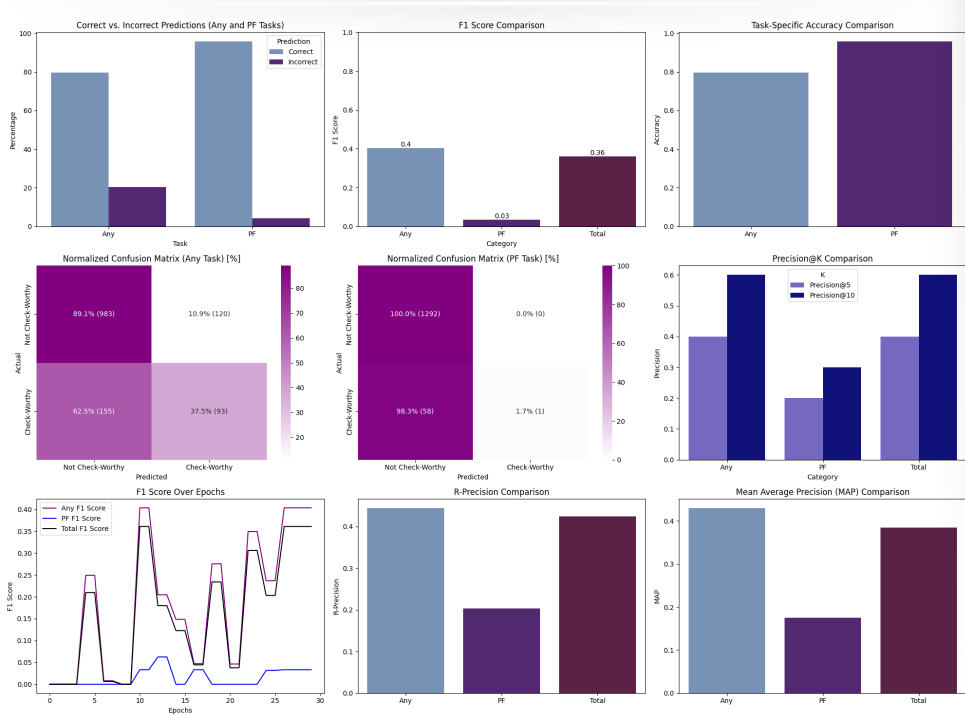 Correct vs. Incorrect Predictions (Any and PF Tasks)
100
80
60
40
20
0
Percentage
Prediction
Correct
Incorrect
Any
PF
Task
F1 Score Comparison
1.0
0.8
0.6
0.4
0.2
0.0
F1 Score
0.4
0.03
0.36
Any
PF
Total
Category
Task-Specific Accuracy Comparison
1.0
0.8
0.6
0.4
0.2
0.0
Accuracy
Any
PF
Normalized Confusion Matrix (Any Task) [%]
Not Check-Worthy
Check-Worthy
Actual
89.1% (983)
10.9% (120)
62.5% (155)
37.5% (93)
Not Check-Worthy
Check-Worthy
Predicted
80
70
60
50
40
30
20
Normalized Confusion Matrix (PF Task) [%]
Not Check-Worthy
Check-Worthy
Actual
100.0% (1292)
0.0% (0)
98.3% (58)
1.7% (1)
Not Check-Worthy
Check-Worthy
Predicted
100
80
60
40
20
0
Precision@K Comparison
0.6
0.5
0.4
0.3
0.2
0.1
0.0
Precision
K
Precision@5
Precision@10
Any
PF
Total
Category
F1 Score Over Epochs
0.40
0.35
0.30
0.25
0.20
0.15
0.10
0.05
0.00
F1 Score
Any F1 Score
PF F1 Score
Total F1 Score
0
5
10
15
20
25
30
Epochs
R-Precision Comparison
0.4
0.2
0.0
R-Precision
Any
PF
Total
Mean Average Precision (MAP) Comparison
0.4
0.3
0.2
0.1
0.0
MAP
Any
PF
Total